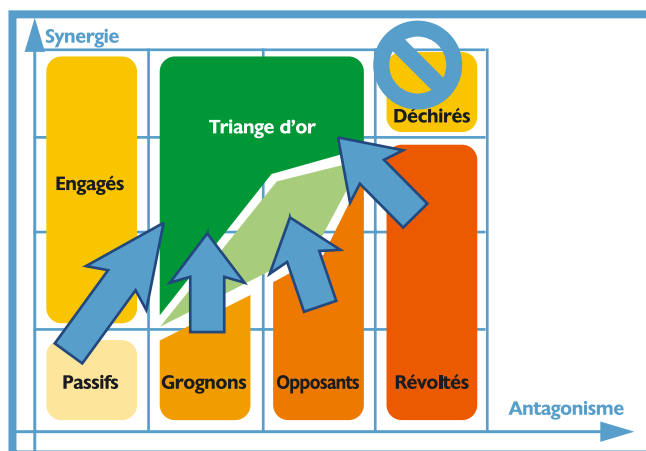 Synergie
Déchirés
Triange d'or
Engagés
Passifs
Grognons
Opposants
Révoltés
Antagonisme